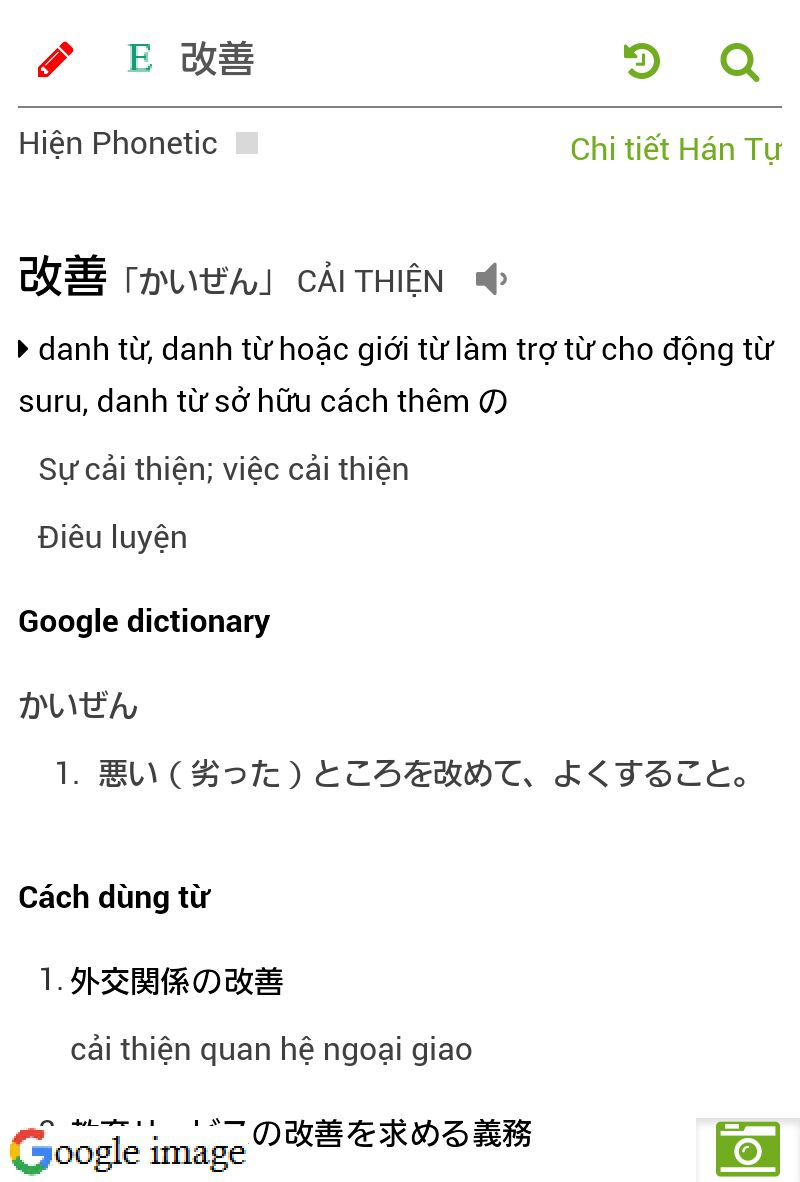 E 改善
Hiện Phonetic
Chi tiết Hán Tự
改善「かいぜん」 CẢI THIỆN
danh từ, danh từ hoặc giới từ làm trợ từ cho động từ
suru, danh từ sở hữu cách thêm の
Sự cải thiện; việc cải thiện
Điêu luyện
Google dictionary
かいぜん
1. 悪い ( 劣った ) ところを改めて、よくすること。
Cách dùng từ
1. 外交関係の改善
cải thiện quan hệ ngoại giao
の改善を求める義務
Google image